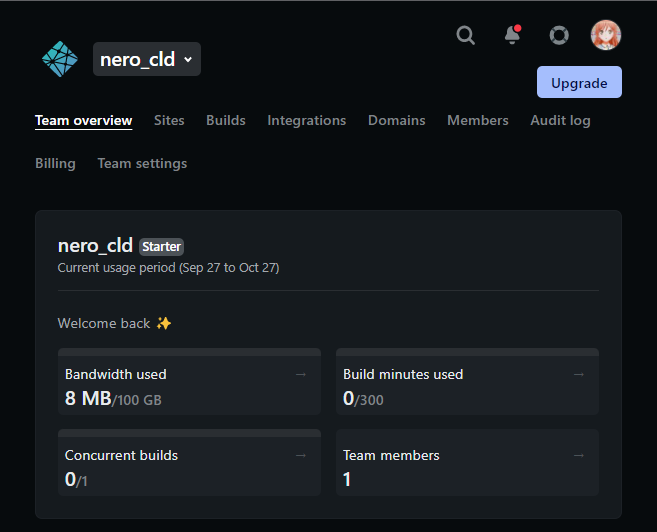 nero_cld
Upgrade
Team overview Sites Builds Integrations Domains Members Audit log
Billing Team settings
nero_cld Starter
Current usage period (Sep 27 to Oct 27)
Welcome back ✨
Bandwidth used → Build minutes used →
8 MB/100 GB 0/300
Concurrent builds → Team members →
0/1 1